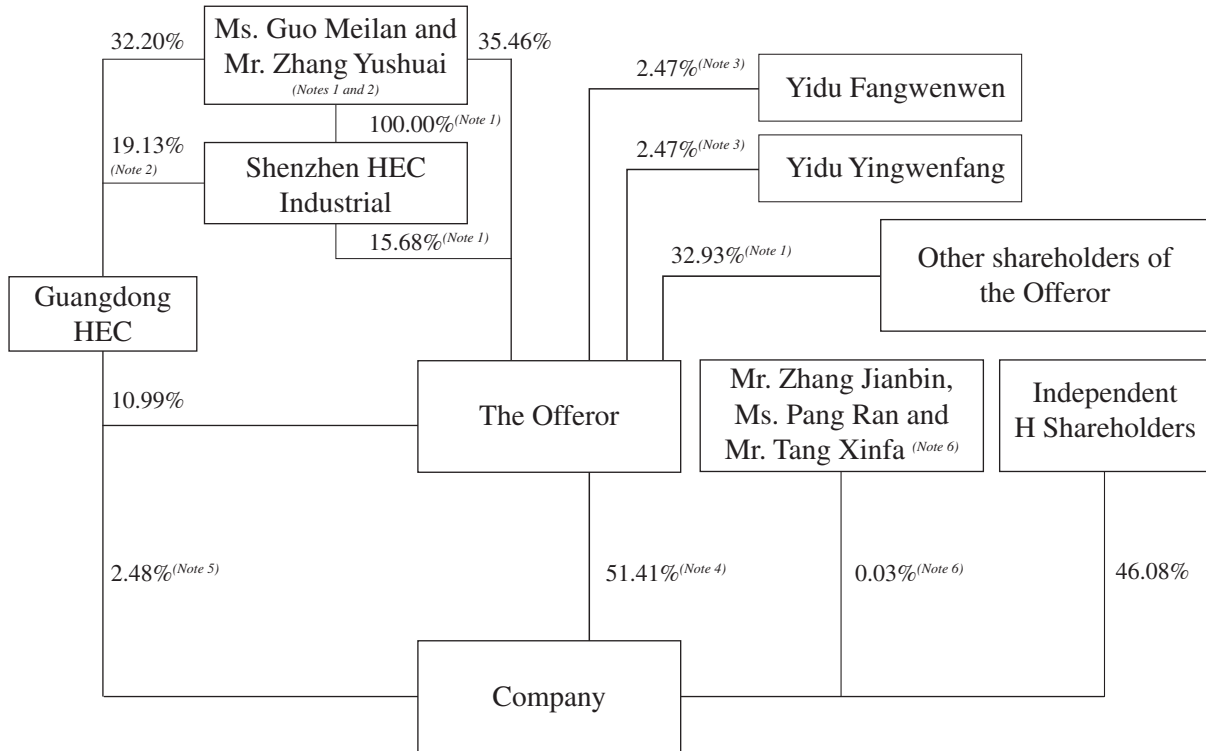 32.20%
Ms. Guo Meilan and
Mr. Zhang Yushuai
(Notes 1 and 2)
35.46%
2.47%(Note 3)
Yidu Fangwenwen
100.00%(Note 1)
19.13%
(Note 2)
Shenzhen HEC
Industrial
2.47%(Note 3)
Yidu Yingwenfang
15.68%(Note 1)
32.93%(Note 1)
Other shareholders of
the Offeror
Guangdong
HEC
10.99%
The Offeror
Mr. Zhang Jianbin,
Ms. Pang Ran and
Mr. Tang Xinfa (Note 6)
Independent
H Shareholders
2.48%(Note 5)
51.41%(Note 4)
0.03%(Note 6)
46.08%
Company